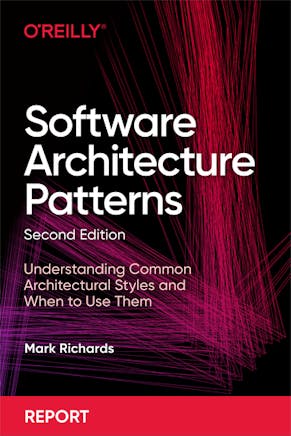 O'REILLY®
Software
Architecture
Patterns
Second Edition
Understanding Common
Architectural Styles and
When to Use Them
Mark Richards
REPORT